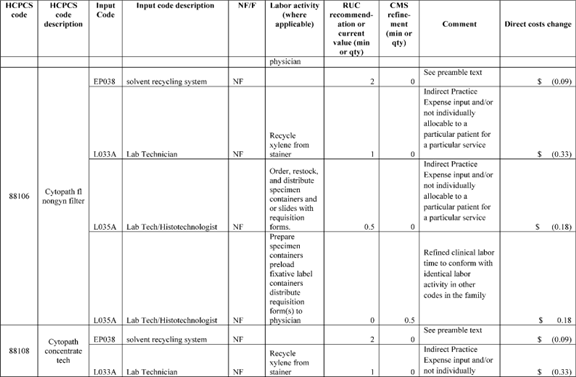 HCPCS code | HCPCS code description | Input Code | Input code description | NF/F | Labor activity (where applicable) | RUC recommend-ation or current value (min or qty) | CMS refine-ment (min or qty) | Comment | Direct costs change
physician
88106 | Cytopath fl nongyn filter
EP038 | solvent recycling system | NF | 2 | 0 | See preamble text | $ (0.09)
L033A | Lab Technician | NF | Recycle xylene from stainer | 1 | 0 | Indirect Practice Expense input and/or not individually allocable to a particular patient for a particular service | $ (0.33)
L035A | Lab Tech/Histotechnologist | NF | Order, restock, and distribute specimen containers and or slides with requisition forms. | 0.5 | 0 | Indirect Practice Expense input and/or not individually allocable to a particular patient for a particular service | $ (0.18)
L035A | Lab Tech/Histotechnologist | NF | Prepare specimen containers preload fixative label containers distribute requisition form(s) to physician | 0 | 0.5 | Refined clinical labor time to conform with identical labor activity in other codes in the family | $ 0.18
88108 | Cytopath concentrate tech
EP038 | solvent recycling system | NF | 2 | 0 | See preamble text | $ (0.09)
L033A | Lab Technician | NF | Recycle xylene from stainer | 1 | 0 | Indirect Practice Expense input and/or not individually | $ (0.33)